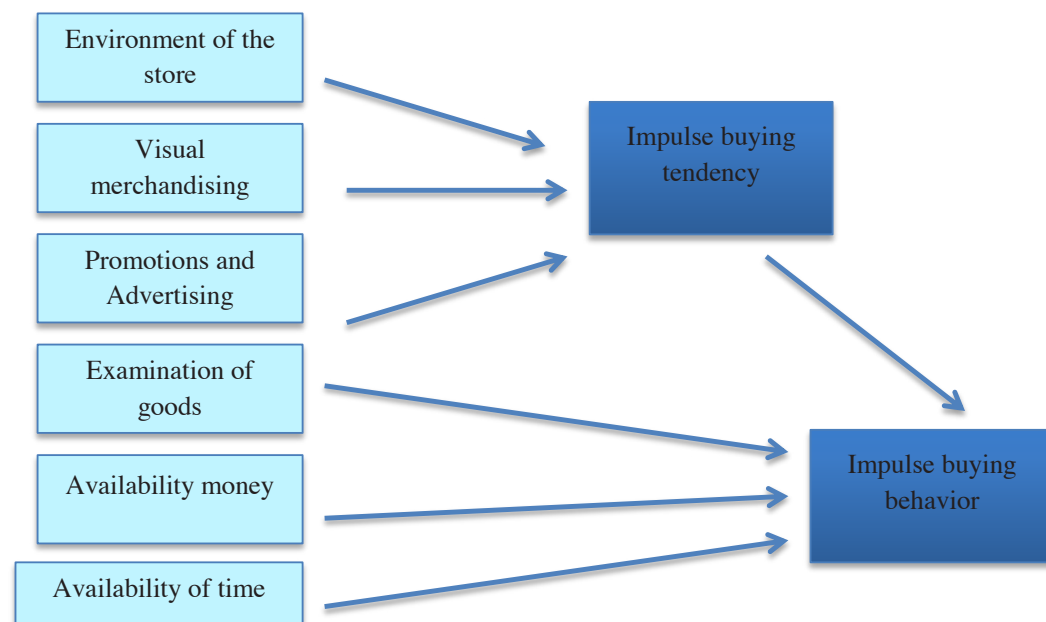 Environment of the
store
Visual
merchandising
Promotions and
Advertising
Examination of
goods
Availability money
Availability of time
Impulse buying
tendency
Impulse buying
behavior